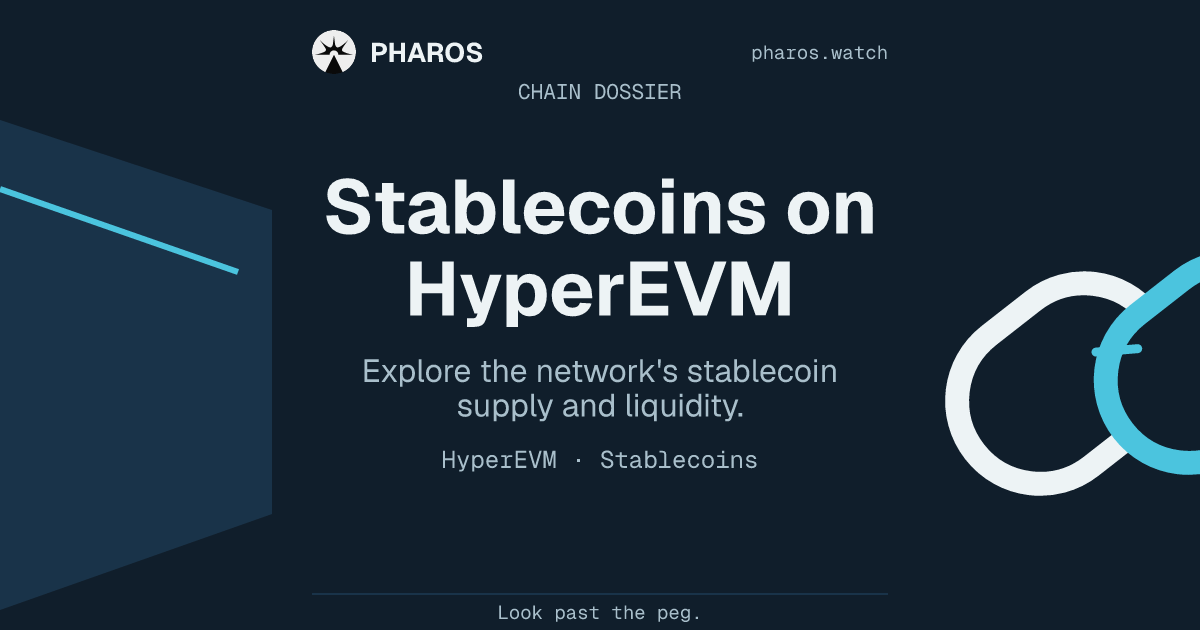 PHAROS
pharos.watch
CHAIN DOSSIER
Stablecoins on
HyperEVM
Explore the network's stablecoin
supply and liquidity.
HyperEVM · Stablecoins
Look past the peg.